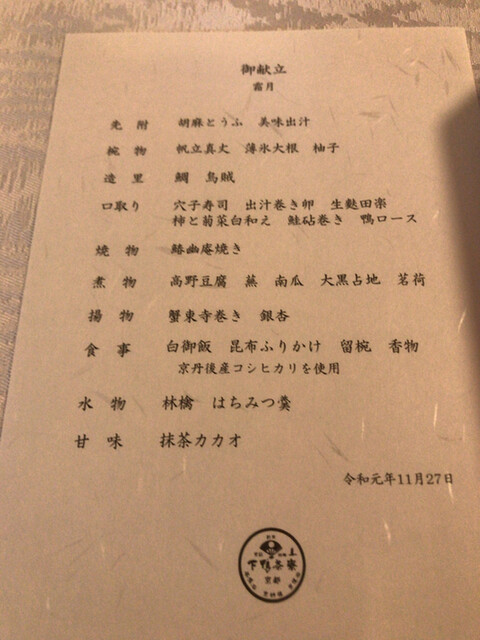 御献立
霜月
先附 胡麻とうふ 美味出汁
椀物 帆立真丈 薄氷大根 柚子
造里 鯛 烏賊
口取り 穴子寿司 出汁巻き卵 生麩田楽
柿と菊菜白和え 鮭砧巻き 鴨ロース
焼物 鰆幽庵焼き
煮物 高野豆腐 蕪 南瓜 大黒占地 茗荷
揚物 蟹東寺巻き 銀杏
食事 白御飯 昆布ふりかけ 留椀 香物
京丹後産コシヒカリを使用
水物 林檎 はちみつ羹
甘味 抹茶カカオ
令和元年11月27日
京都